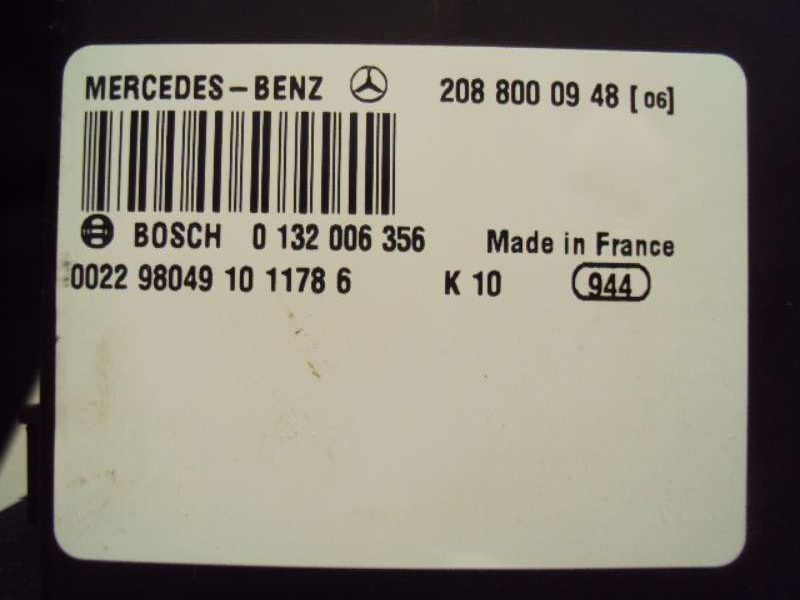 MERCEDES-BENZ 208 800 09 48 [06]
BOSCH 0 132 006 356 Made in France
0022 98049 10 1178 6 K 10 944